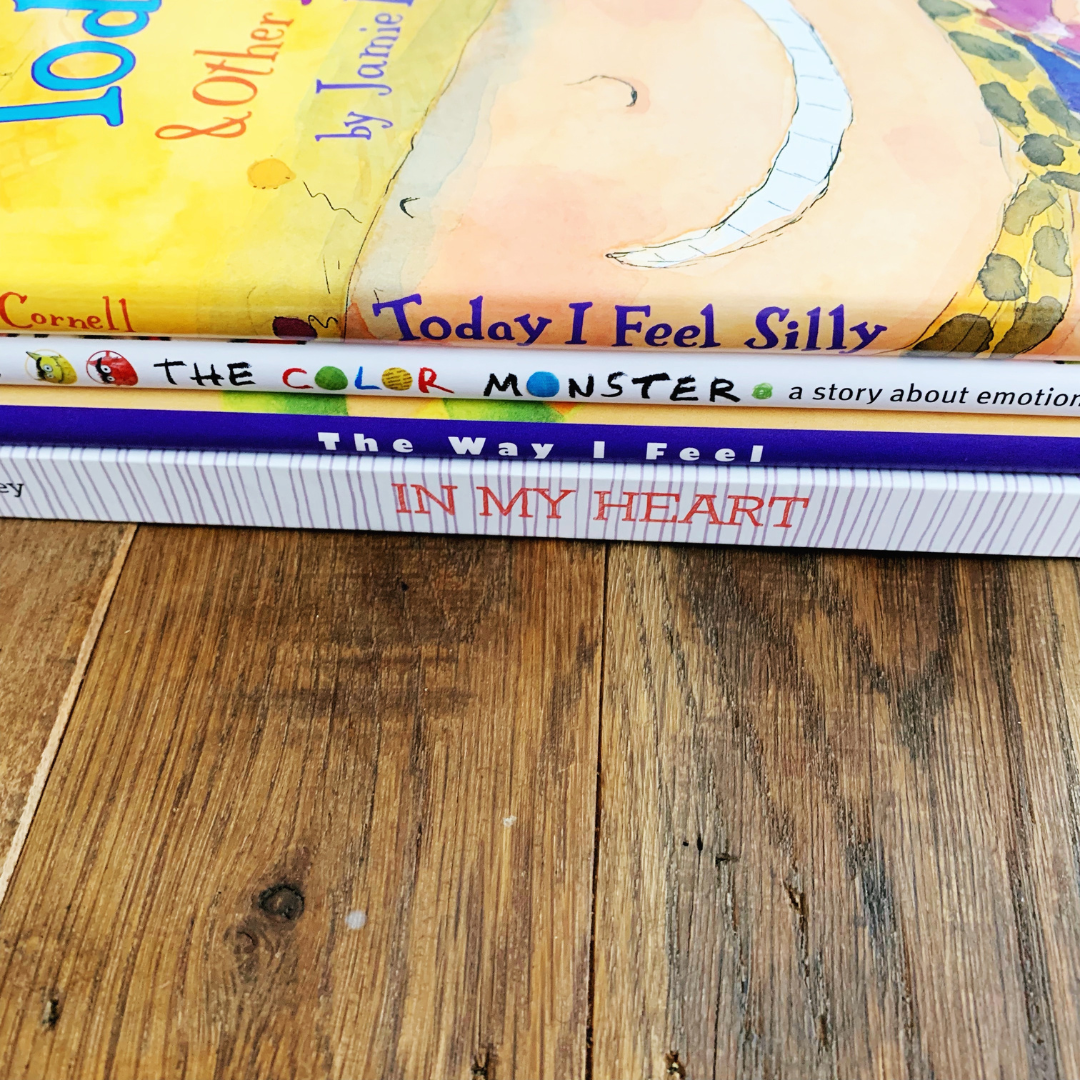 Tod
& Other
by Jamie
Cornell Today I Feel Silly
THE COLOR MONSTER a story about emotion
The Way I Feel
ey IN MY HEART